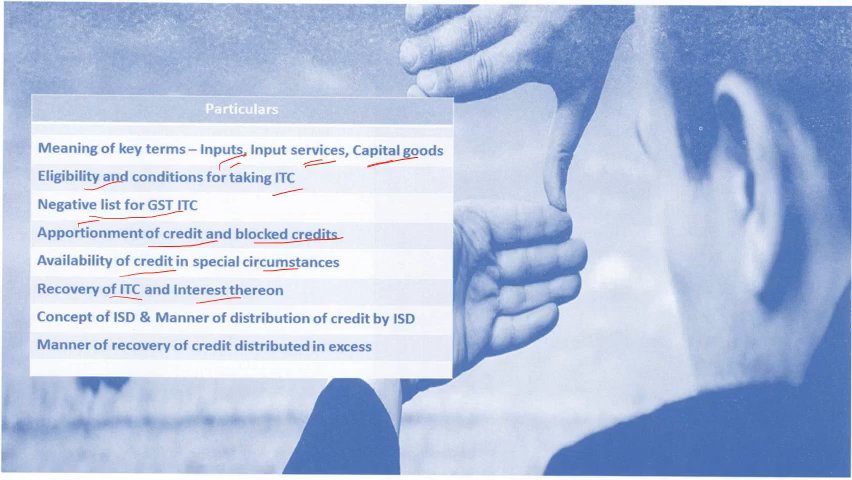 Particulars
Meaning of key terms – Inputs, Input services, Capital goods
Eligibility and conditions for taking ITC
Negative list for GST ITC
Apportionment of credit and blocked credits
Availability of credit in special circumstances
Recovery of ITC and Interest thereon
Concept of ISD & Manner of distribution of credit by ISD
Manner of recovery of credit distributed in excess